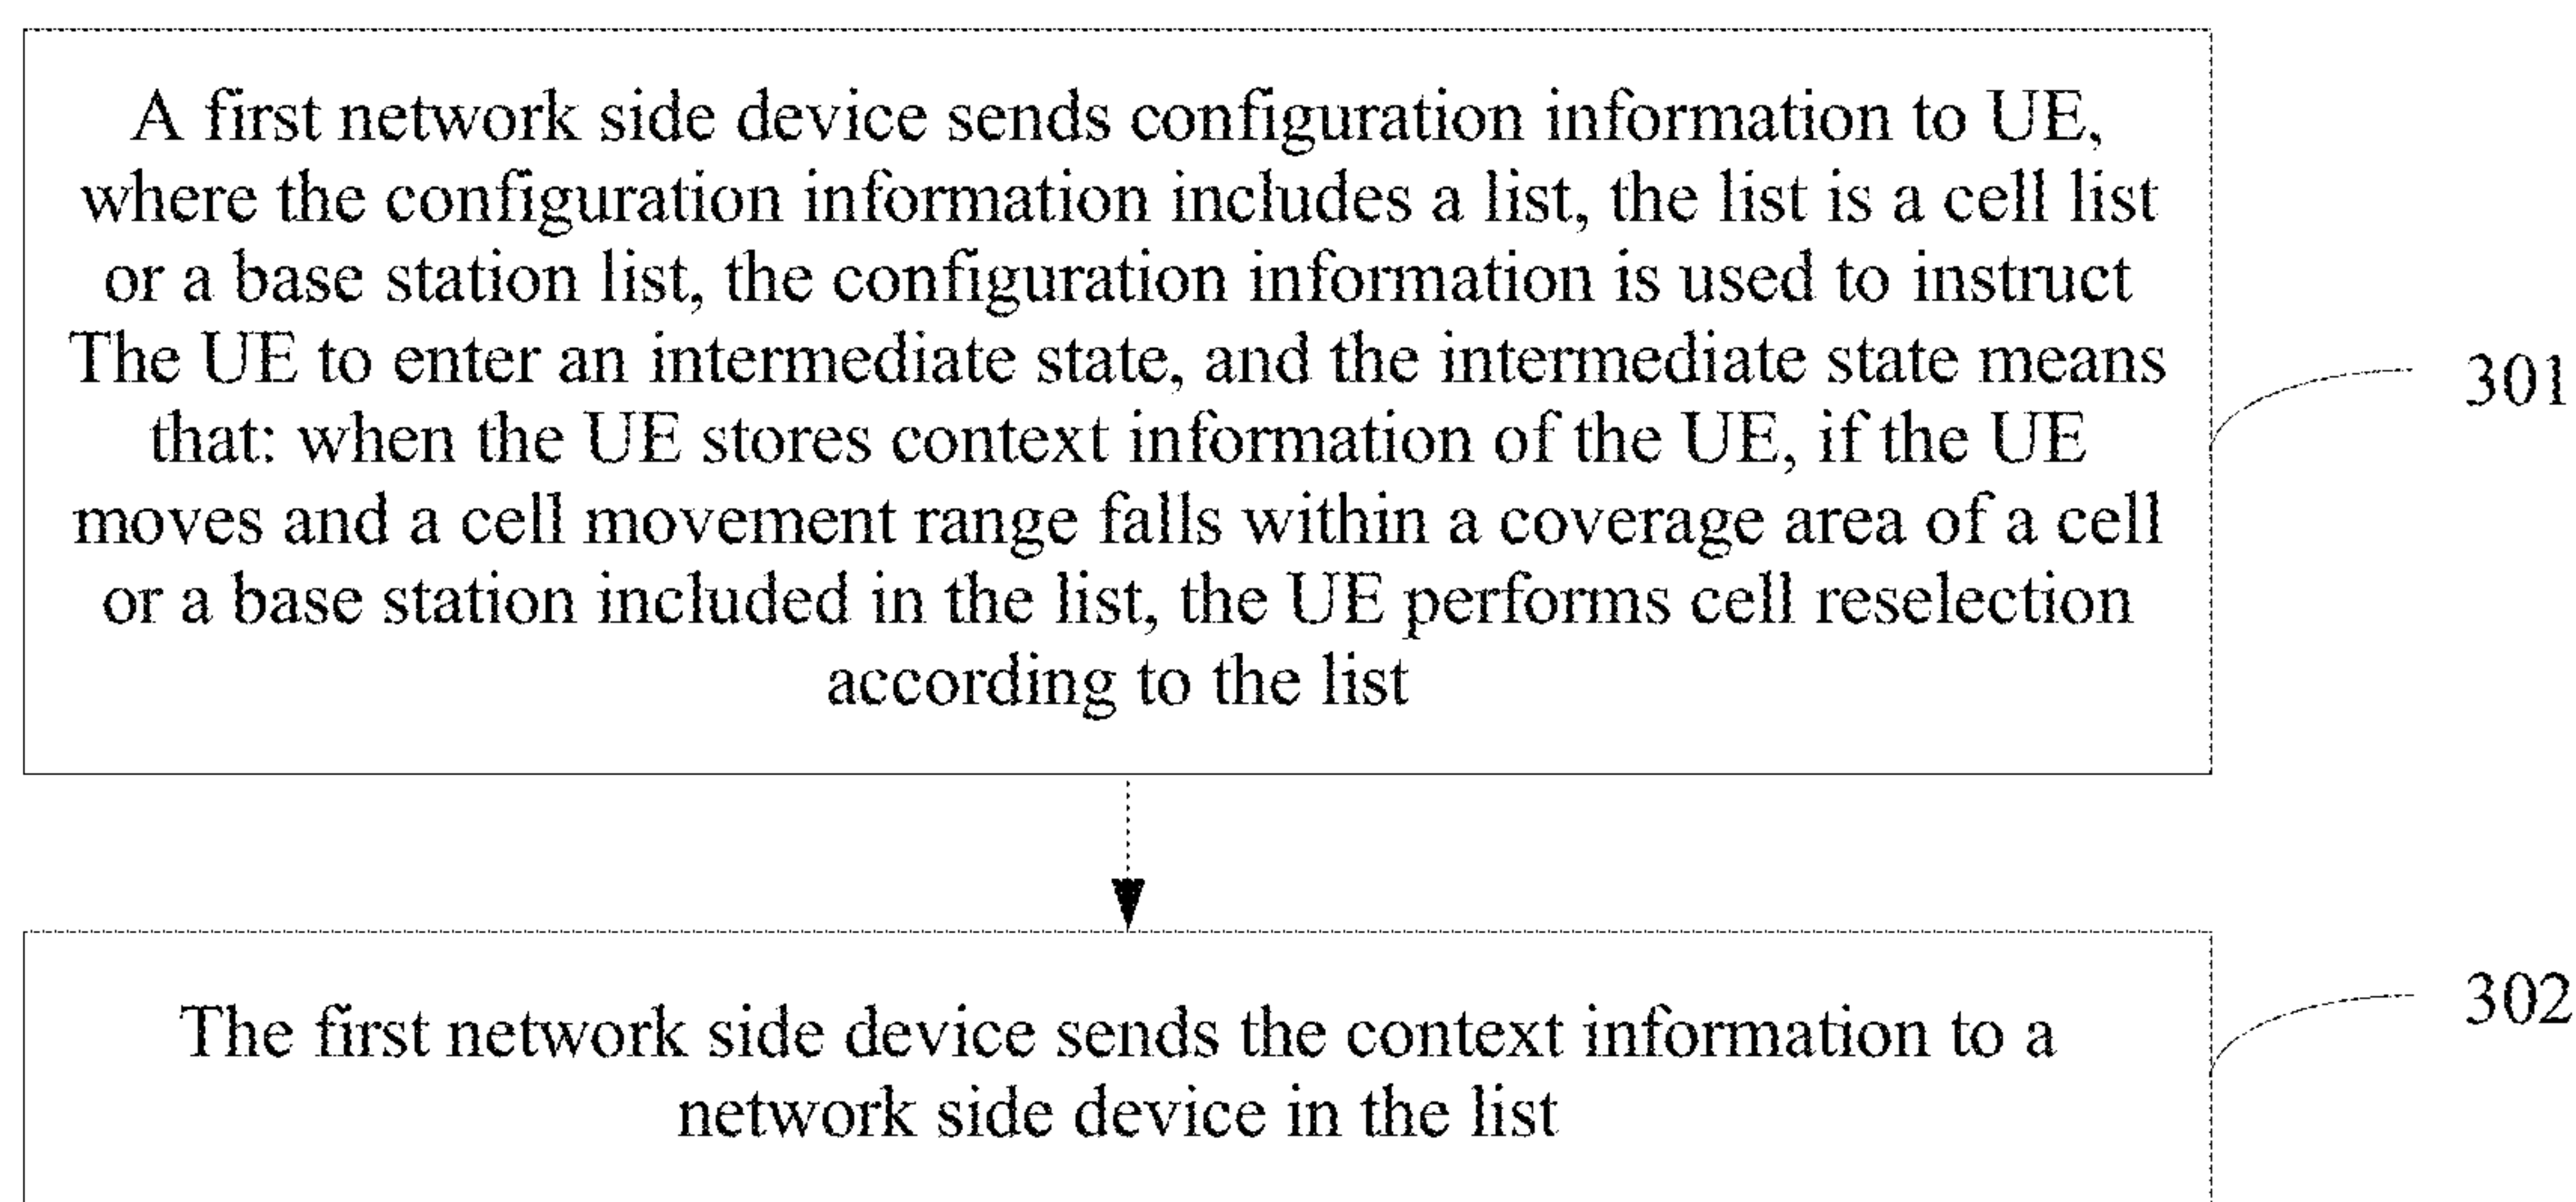 A first network side device sends configuration information to UE,
where the configuration information includes a list, the list is a cell list
or a base station list, the configuration information is used to instruct
The UE to enter an intermediate state, and the intermediate state means
that: when the UE stores context information of the UE, if the UE
moves and a cell movement range falls within a coverage area of a cell
or a base station included in the list, the UE performs cell reselection
according to the list
301
The first network side device sends the context information to a
network side device in the list
302